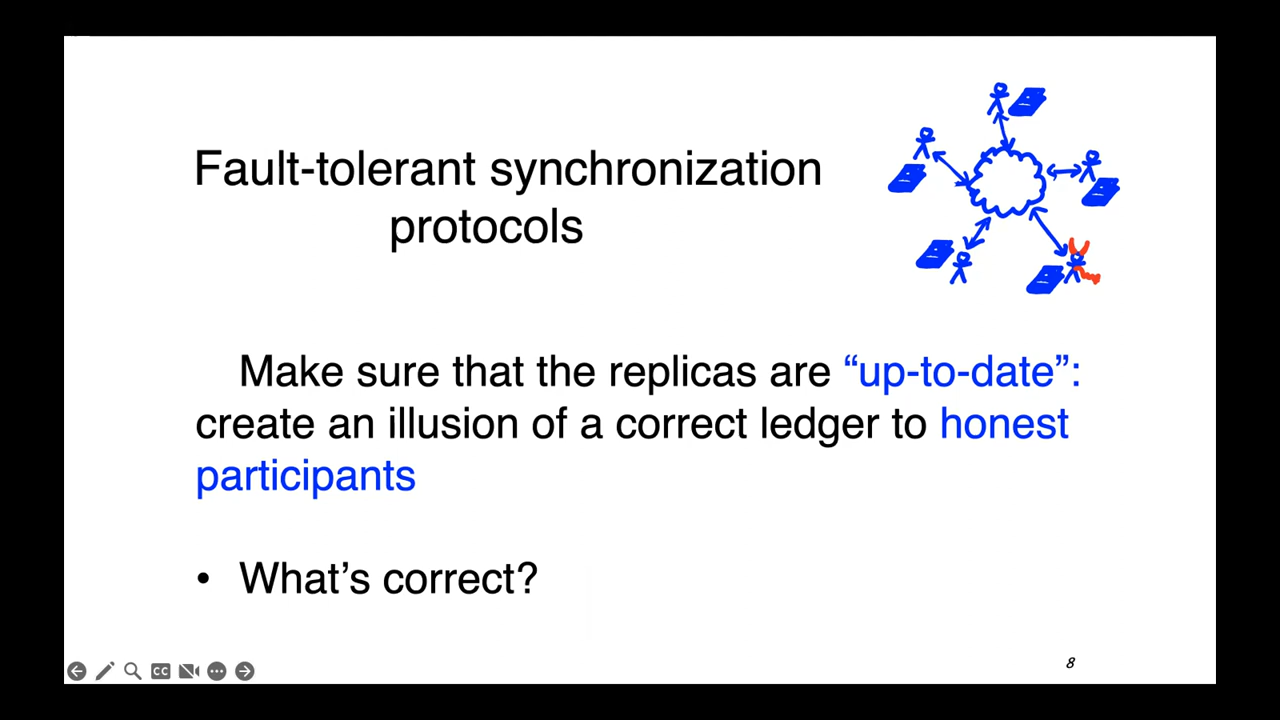 Fault-tolerant synchronization
protocols
Make sure that the replicas are “up-to-date”:
create an illusion of a correct ledger to honest
participants
• What’s correct?
CC
8